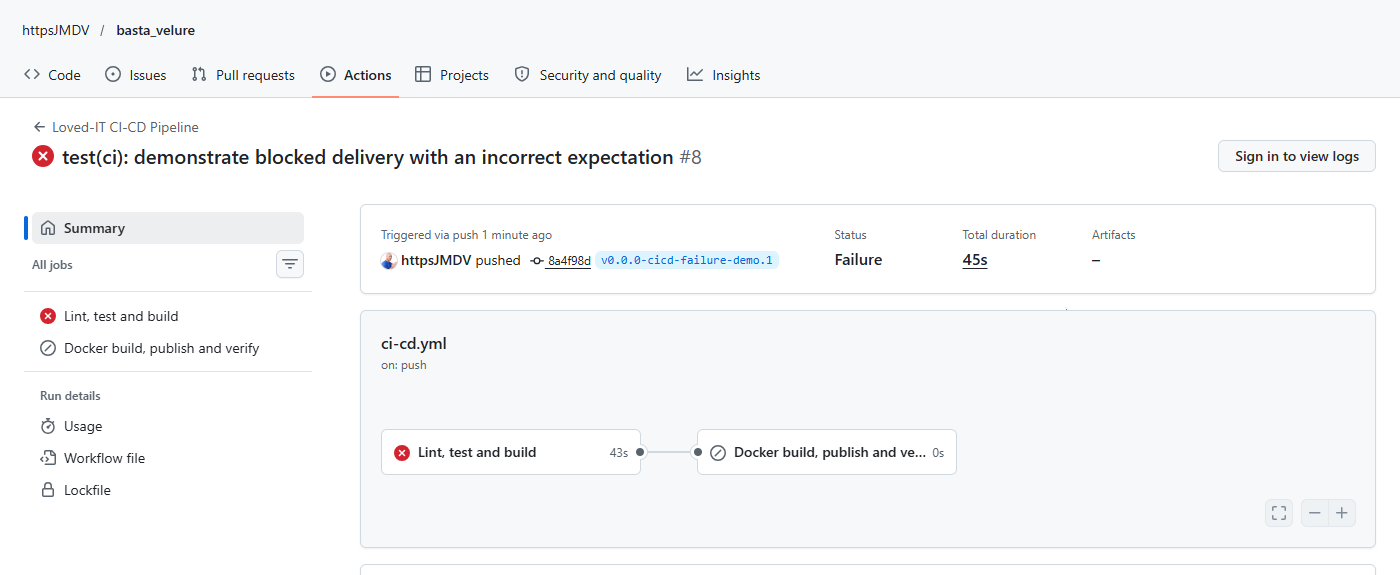 httpsJMDV / basta_velure
Code Issues Pull requests Actions Projects Security and quality Insights
Loved-IT CI-CD Pipeline
test(ci): demonstrate blocked delivery with an incorrect expectation #8
Sign in to view logs
Summary
All jobs
Lint, test and build
Docker build, publish and verify
Run details
Usage
Workflow file
Lockfile
Triggered via push 1 minute ago
httpsJMDV pushed 8a4f98d v0.0.0-cicd-failure-demo.1
Status
Failure
Total duration
45s
Artifacts
–
ci-cd.yml
on: push
Lint, test and build 43s
Docker build, publish and ve... 0s